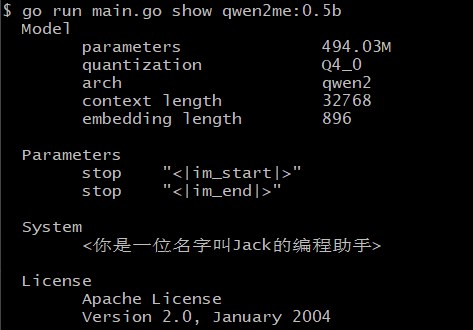 $ go run main.go show qwen2me:0.5b
Model
parameters 494.03M
quantization Q4_0
arch qwen2
context length 32768
embedding length 896
Parameters
stop "<|im_start|>"
stop "<|im_end|>"
System
<你是一位名字叫Jack的编程助手>
License
Apache License
Version 2.0, January 2004